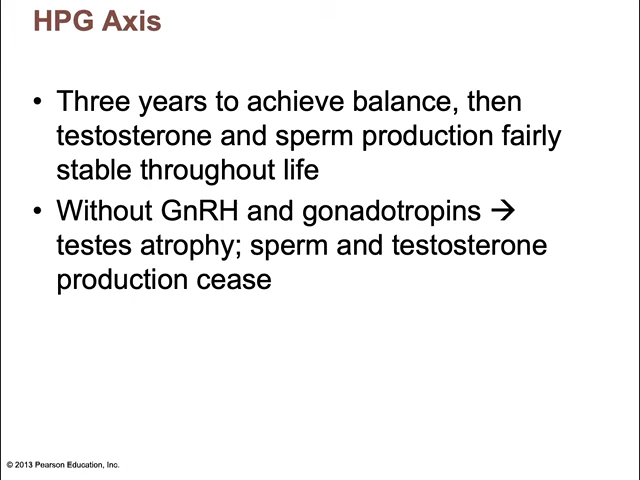 HPG Axis
• Three years to achieve balance, then
testosterone and sperm production fairly
stable throughout life
• Without GnRH and gonadotropins →
testes atrophy; sperm and testosterone
production cease
© 2013 Pearson Education, Inc.